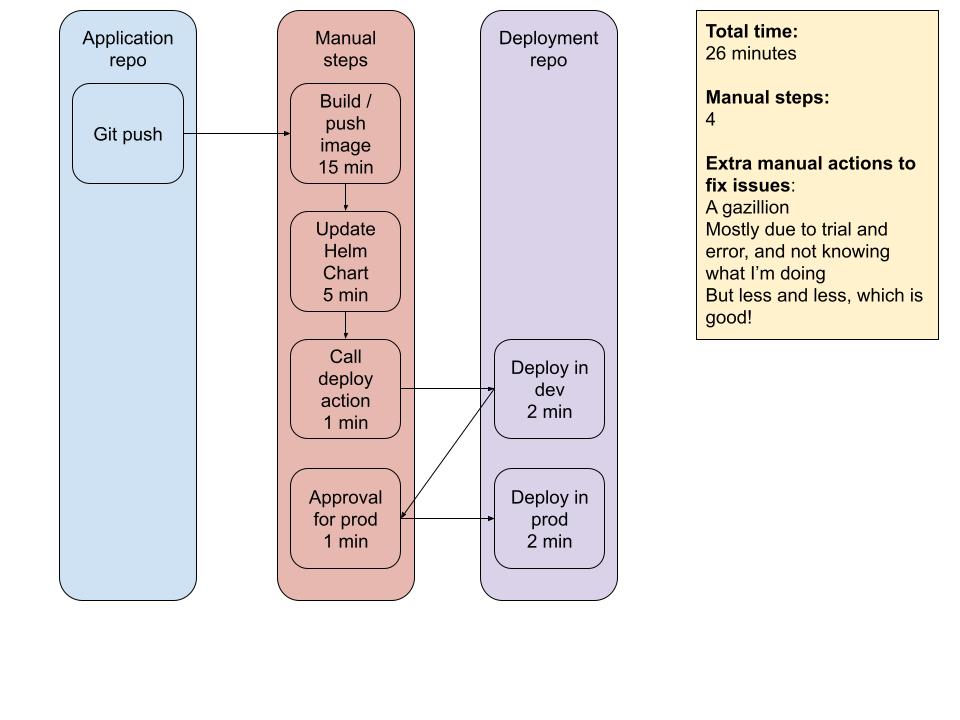 Application
repo
Git push
Manual
steps
Build /
push
image
15 min
Update
Helm
Chart
5 min
Call
deploy
action
1 min
Approval
for prod
1 min
Deployment
repo
Deploy in
dev
2 min
Deploy in
prod
2 min
Total time:
26 minutes
Manual steps:
4
Extra manual actions to
fix issues:
A gazillion
Mostly due to trial and
error, and not knowing
what I’m doing
But less and less, which is
good!